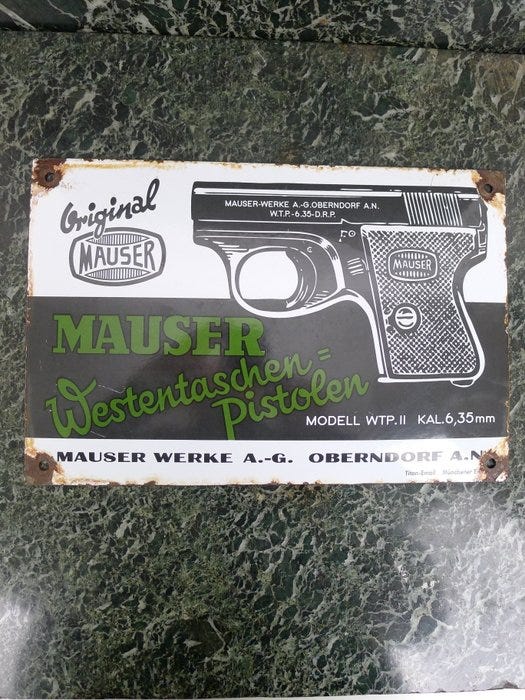 Original
MAUSER
MAUSER-WERKE A.-G.OBERNDORF A.N.
W.T.P.-6,35-D.R.P.
MAUSER
MAUSER
Westentaschen=
Pistolen
MODELL WTP.II KAL.6,35mm
MAUSER WERKE A.-G. OBERNDORF A.N.
Titan-Email